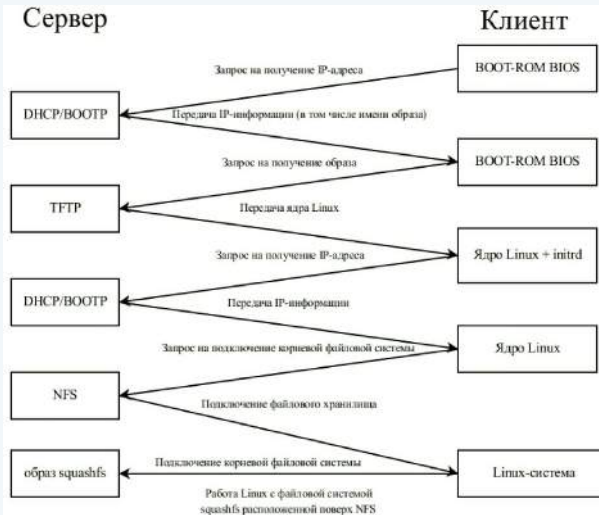 Сервер
Клиент
Запрос на получение IP-адреса
BOOT-ROM BIOS
DHCP/BOOTP
Передача IP-информации (в том числе имени образа)
Запрос на получение образа
BOOT-ROM BIOS
TFTP
Передача ядра Linux
Запрос на получение IP-адреса
Ядро Linux + initrd
DHCP/BOOTP
Передача IP-информации
Запрос на подключение корневой файловой системы
Ядро Linux
NFS
Подключение файлового хранилища
Подключение корневой файловой системы
образ squashfs
Linux-система
Работа Linux с файловой системой
squashfs расположенной поверх NFS